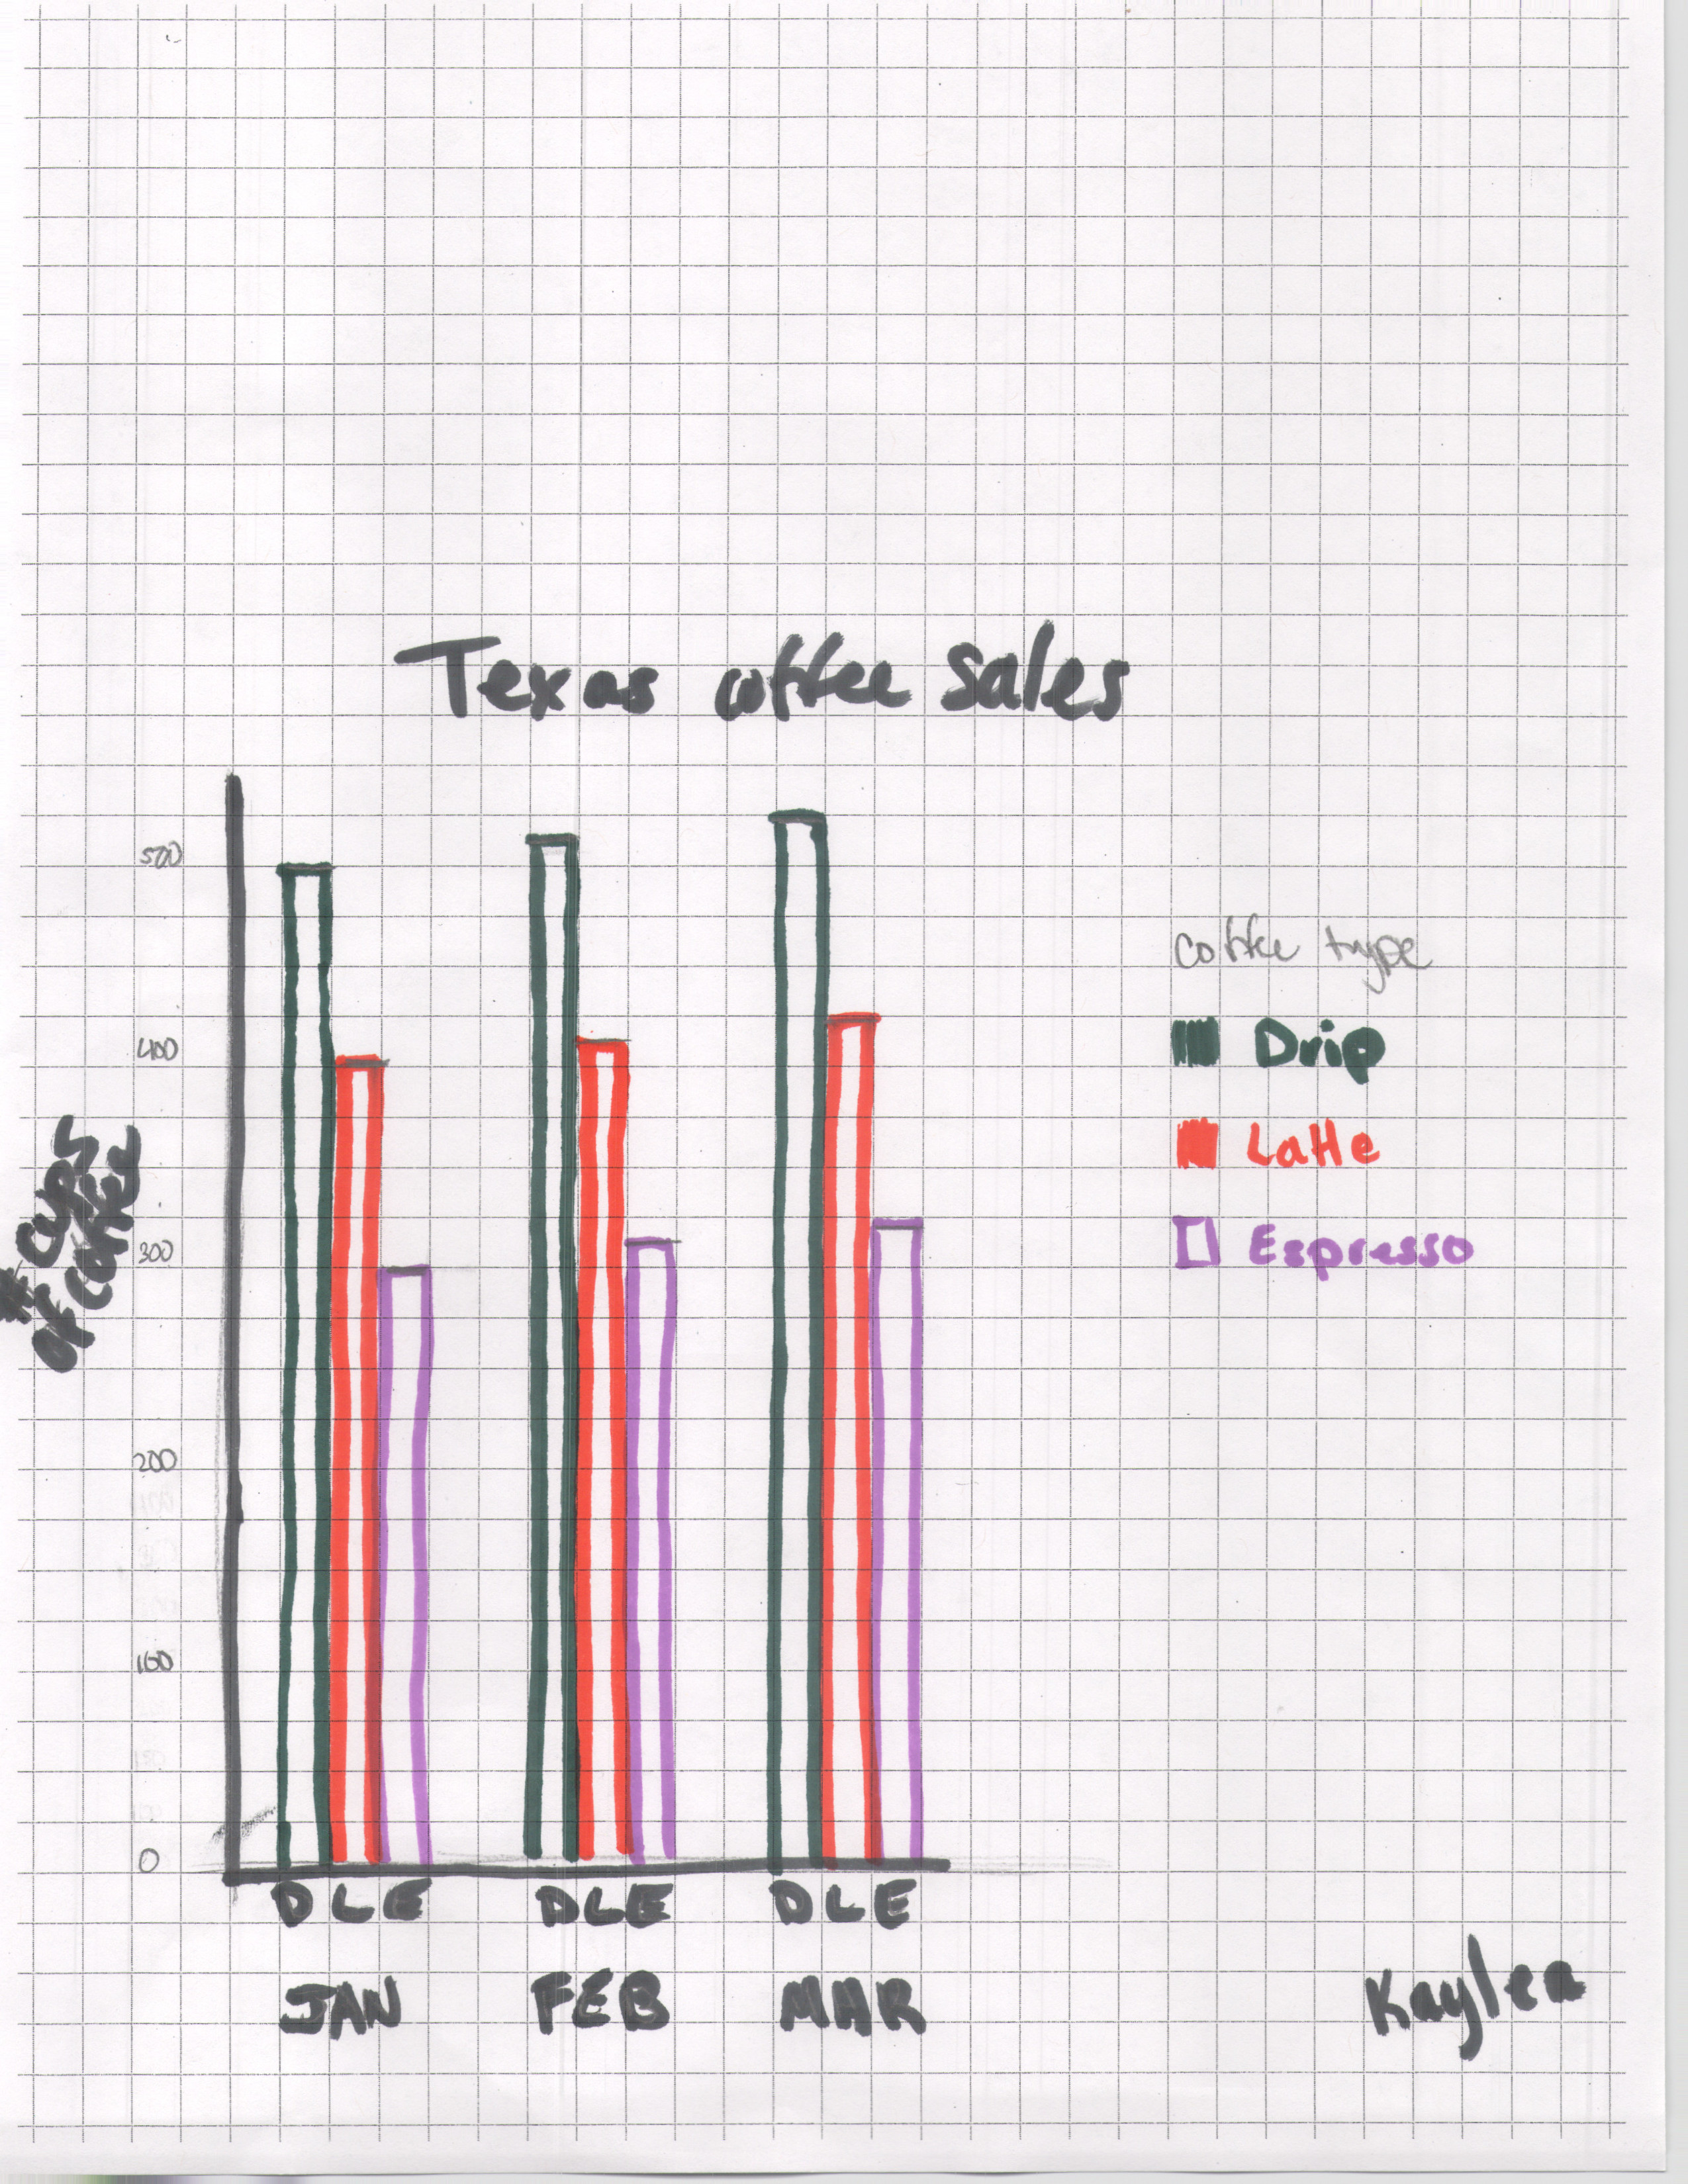 Texas coffee sales
500
400
300
200
100
0
# cups
of coffee
coffee type
Drip
Latte
Espresso
D L E
D L E
D L E
JAN
FEB
MAR
Kaylea